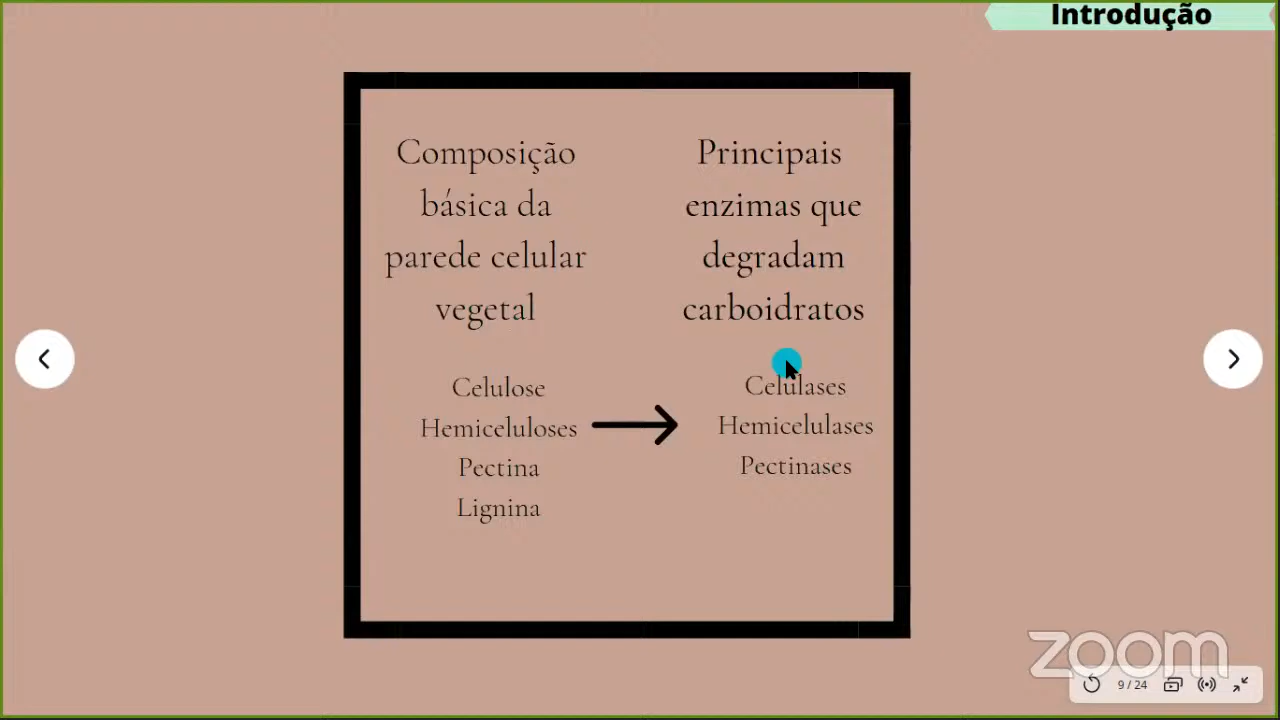 Introdução
Composição
básica da
parede celular
vegetal
Principais
enzimas que
degradam
carboidratos
Celulose
Hemiceluloses
Pectina
Lignina
Celulases
Hemicelulases
Pectinases
zoom
9 / 24